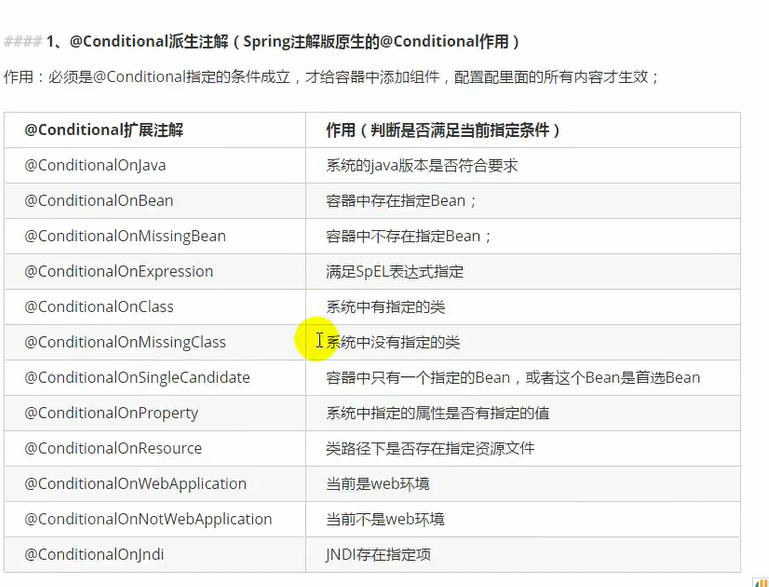 #### 1、@Conditional派生注解（Spring注解版原生的@Conditional作用）
作用：必须是@Conditional指定的条件成立，才给容器中添加组件，配置配里面的所有内容才生效；
@Conditional扩展注解 作用（判断是否满足当前指定条件）
@ConditionalOnJava 系统的java版本是否符合要求
@ConditionalOnBean 容器中存在指定Bean；
@ConditionalOnMissingBean 容器中不存在指定Bean；
@ConditionalOnExpression 满足SpEL表达式指定
@ConditionalOnClass 系统中有指定的类
@ConditionalOnMissingClass 系统中没有指定的类
@ConditionalOnSingleCandidate 容器中只有一个指定的Bean，或者这个Bean是首选Bean
@ConditionalOnProperty 系统中指定的属性是否有指定的值
@ConditionalOnResource 类路径下是否存在指定资源文件
@ConditionalOnWebApplication 当前是web环境
@ConditionalOnNotWebApplication 当前不是web环境
@ConditionalOnJndi JNDI存在指定项